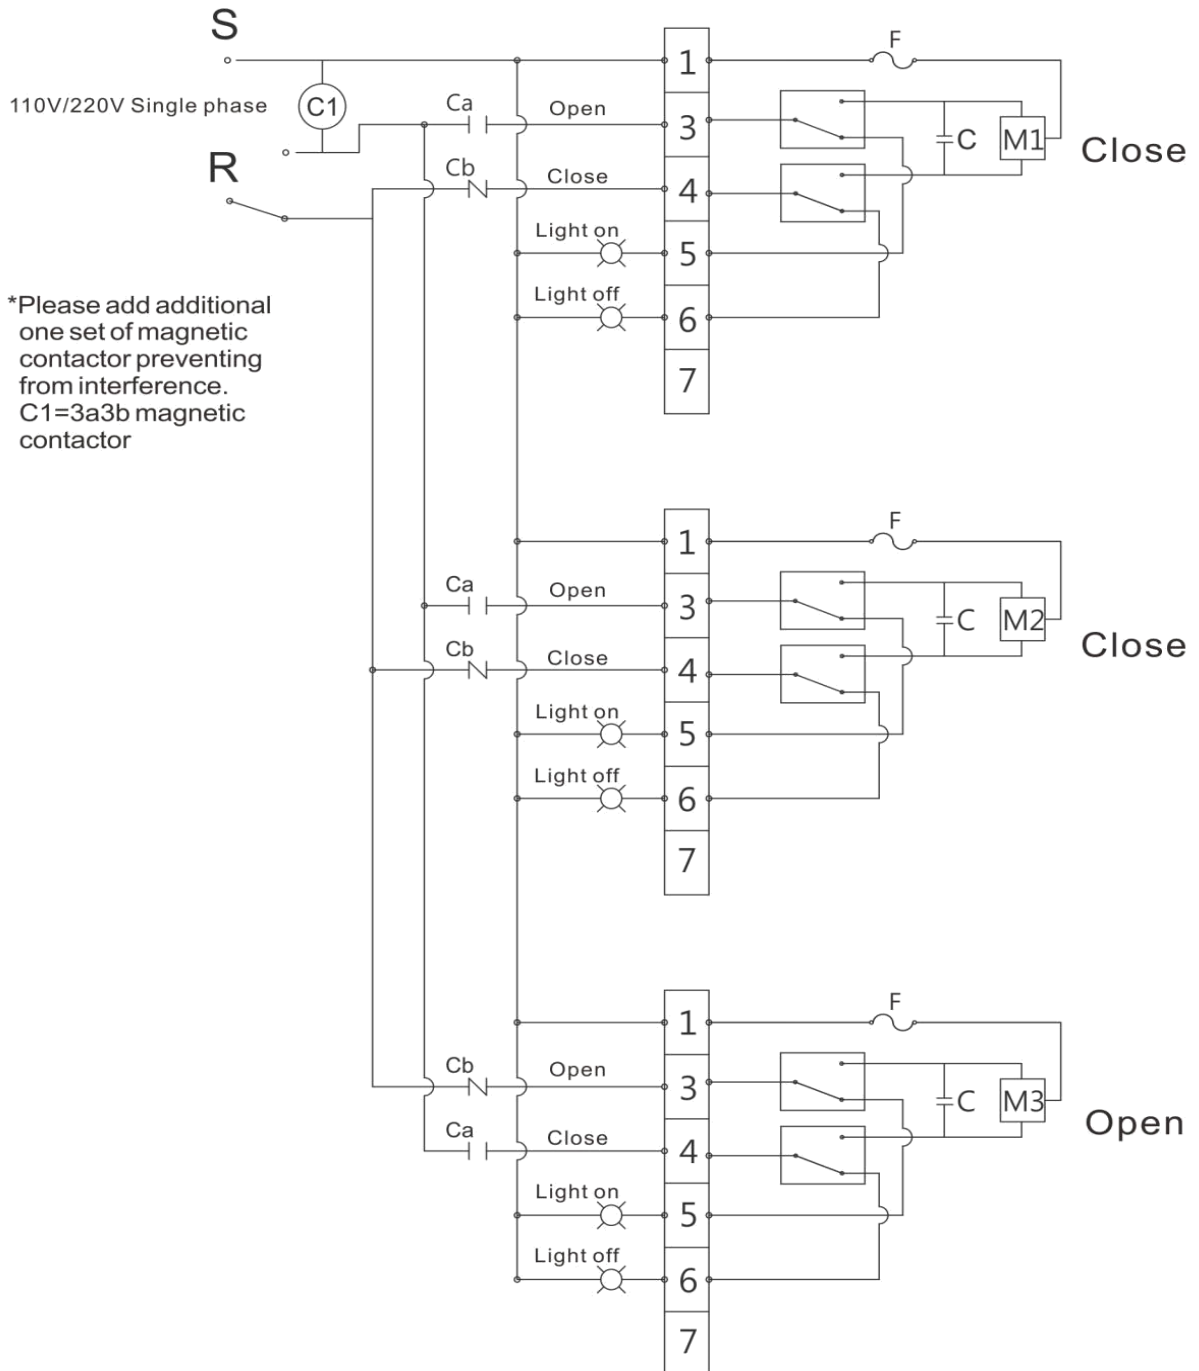 S
110V/220V Single phase
C1
R
*Please add additional
one set of magnetic
contactor preventing
from interference.
C1=3a3b magnetic
contactor
1
F
Ca
Open
3
C
M1
Close
Cb
Close
4
Light on
5
Light off
6
7
1
F
Ca
Open
3
C
M2
Close
Cb
Close
4
Light on
5
Light off
6
7
1
F
Cb
Open
3
C
M3
Open
Ca
Close
4
Light on
5
Light off
6
7